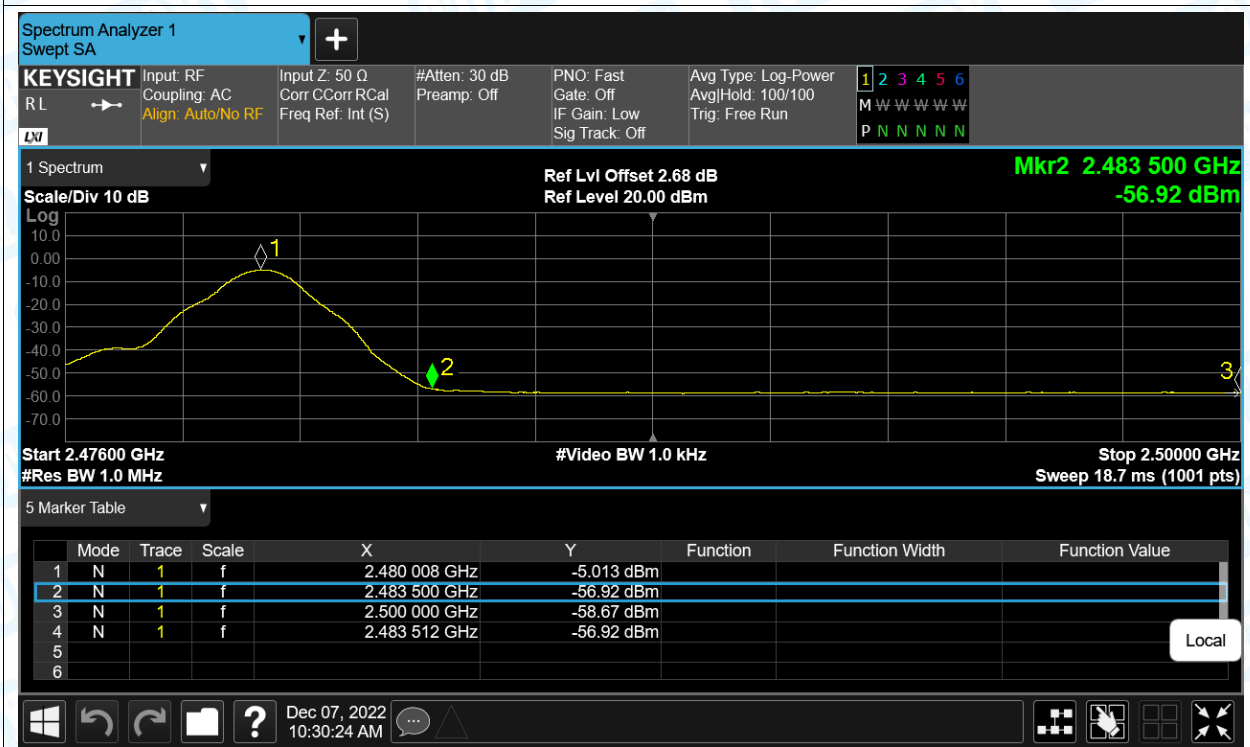 Spectrum Analyzer 1
Swept SA
KEYSIGHT
R L
LXI
Input: RF
Coupling: AC
Align: Auto/No RF
Input Z: 50 Ω
Corr CCorr RCal
Freq Ref: Int (S)
#Atten: 30 dB
Preamp: Off
PNO: Fast
Gate: Off
IF Gain: Low
Sig Track: Off
Avg Type: Log-Power
Avg|Hold: 100/100
Trig: Free Run
1 2 3 4 5 6
M W W W W W W
P N N N N N
1 Spectrum
Scale/Div 10 dB
Ref Lvl Offset 2.68 dB
Ref Level 20.00 dBm
Mkr2 2.483 500 GHz
-56.92 dBm
Log
10.0
0.00
-10.0
-20.0
-30.0
-40.0
-50.0
-60.0
-70.0
1
2
3
Start 2.47600 GHz
#Res BW 1.0 MHz
#Video BW 1.0 kHz
Stop 2.50000 GHz
Sweep 18.7 ms (1001 pts)
5 Marker Table
Mode Trace Scale X Y Function Function Width Function Value
1 N 1 f 2.480 008 GHz -5.013 dBm
2 N 1 f 2.483 500 GHz -56.92 dBm
3 N 1 f 2.500 000 GHz -58.67 dBm
4 N 1 f 2.483 512 GHz -56.92 dBm
5
6
Local
?
Dec 07, 2022
10:30:24 AM